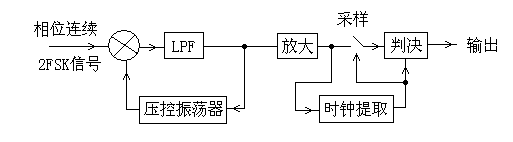 相位连续
2FSK信号
LPF
放大
采样
判决
输出
压控振荡器
时钟提取